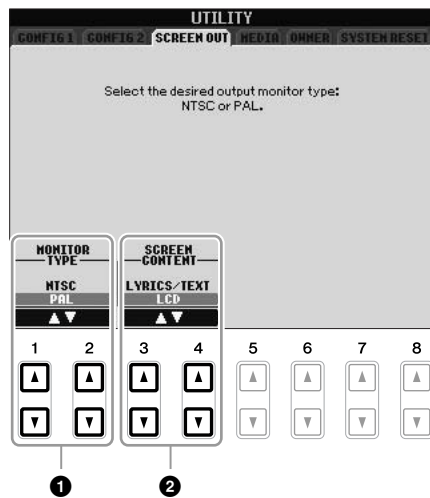 UTILITY
CONFIG 1 CONFIG 2 SCREEN OUT MEDIA OWNER SYSTEM RESET
Select the desired output monitor type:
NTSC or PAL.
MONITOR TYPE
NTSC
PAL
▲▼
SCREEN CONTENT
LYRICS/TEXT
LCD
▲▼
1 2 3 4 5 6 7 8
❶ ❷